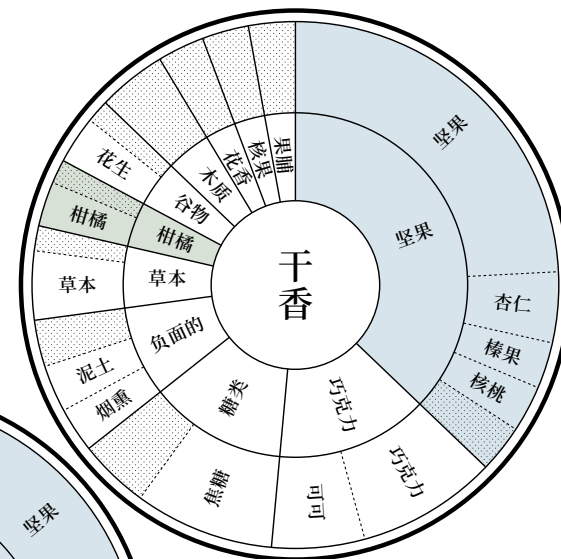 干
香
坚果
巧克力
糖类
负面的
草本
柑橘
谷物
木质
花香
核果
果脯
坚果
杏仁
榛果
核桃
巧克力
可可
焦糖
烟熏
泥土
草本
柑橘
花生
坚果